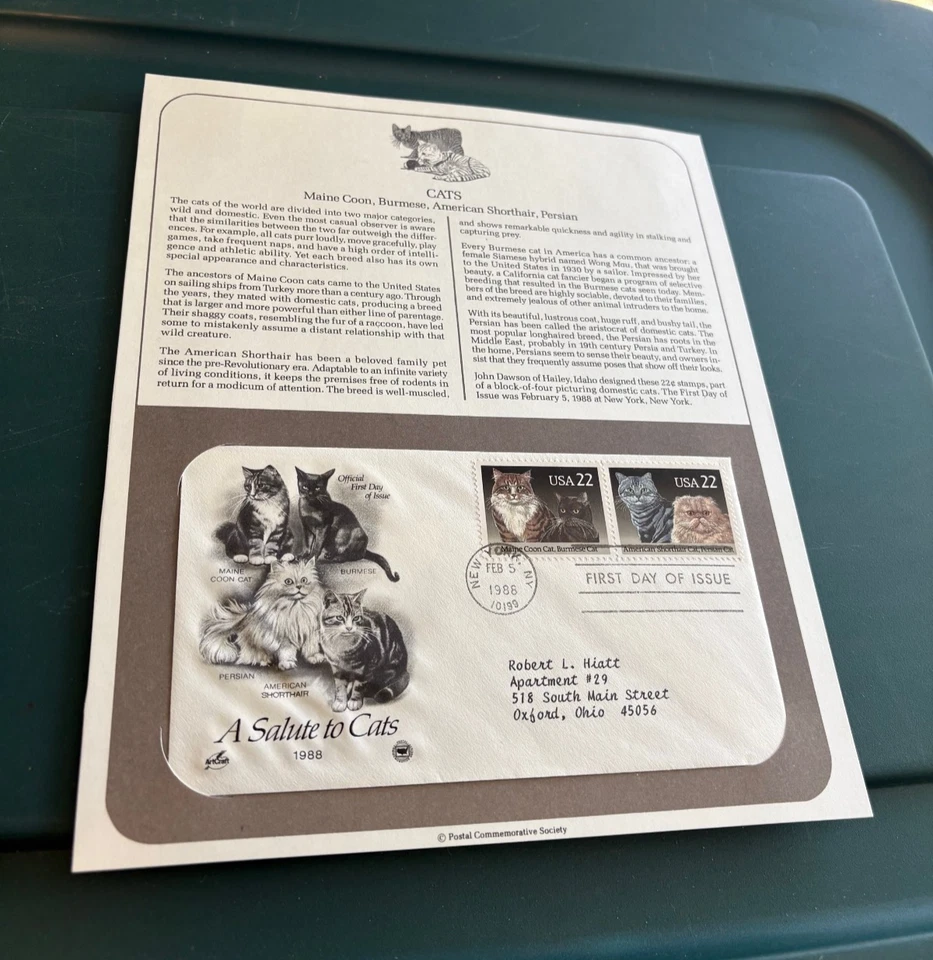 CATS
Maine Coon, Burmese, American Shorthair, Persian
The cats of the world are divided into two major categories,
wild and domestic. Even the most casual observer is aware
that the similarities between the two far outweigh the differ-
ences. For example, all cats purr loudly, move gracefully, play
games, take frequent naps, and have a high order of intelli-
gence and athletic ability. Yet each breed also has its own
special appearance and characteristics.
The ancestors of Maine Coon cats came to the United States
on sailing ships from Turkey more than a century ago. Through
the years, they mated with domestic cats, producing a breed
that is larger and more powerful than either line of parentage.
Their shaggy coats, resembling the fur of a raccoon, have led
some to mistakenly assume a distant relationship with that
wild creature.
The American Shorthair has been a beloved family pet
since the pre-Revolutionary era. Adaptable to an infinite variety
of living conditions, it keeps the premises free of rodents in
return for a modicum of attention. The breed is well-muscled,
and shows remarkable quickness and agility in stalking and
capturing prey.
Every Burmese cat in America has a common ancestor: a
female Siamese hybrid named Wong Mau, that was brought
to the United States in 1930 by a sailor. Impressed by her
beauty, a California cat fancier began a program of selective
breeding that resulted in the Burmese cats seen today. Mem-
bers of the breed are highly sociable, devoted to their families,
and extremely jealous of other animal intruders to the home.
With its beautiful, lustrous coat, huge ruff, and bushy tail, the
Persian has been called the aristocrat of domestic cats. The
most popular longhaired breed, the Persian has roots in the
Middle East, probably in 19th century Persia and Turkey. In
the home, Persians seem to sense their beauty, and owners in-
sist that they frequently assume poses that show off their looks.
John Dawson of Hailey, Idaho designed these 22¢ stamps, part
of a block-of-four picturing domestic cats. The First Day of
Issue was February 5, 1988 at New York, New York.
Official
First Day
of Issue
MAINE
COON CAT
BURMESE
PERSIAN
AMERICAN
SHORTHAIR
A Salute to Cats
1988
ArtCraft
USA 22
Maine Coon Cat, Burmese Cat
USA 22
American Shorthair Cat, Persian Cat
NEW YORK, NY
FEB 5
1988
10199
FIRST DAY OF ISSUE
Robert L. Hiatt
Apartment #29
518 South Main Street
Oxford, Ohio 45056
© Postal Commemorative Society